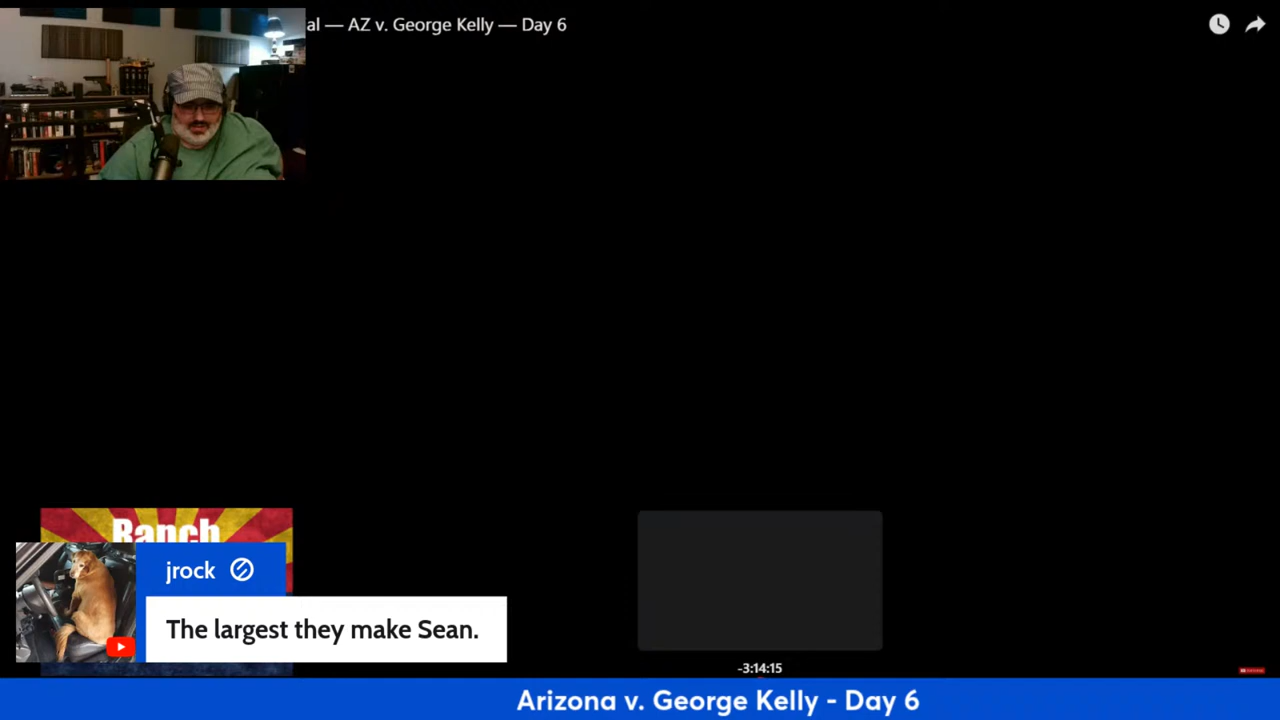 al — AZ v. George Kelly — Day 6
Ranch
jrock
The largest they make Sean.
-3:14:15
Arizona v. George Kelly - Day 6